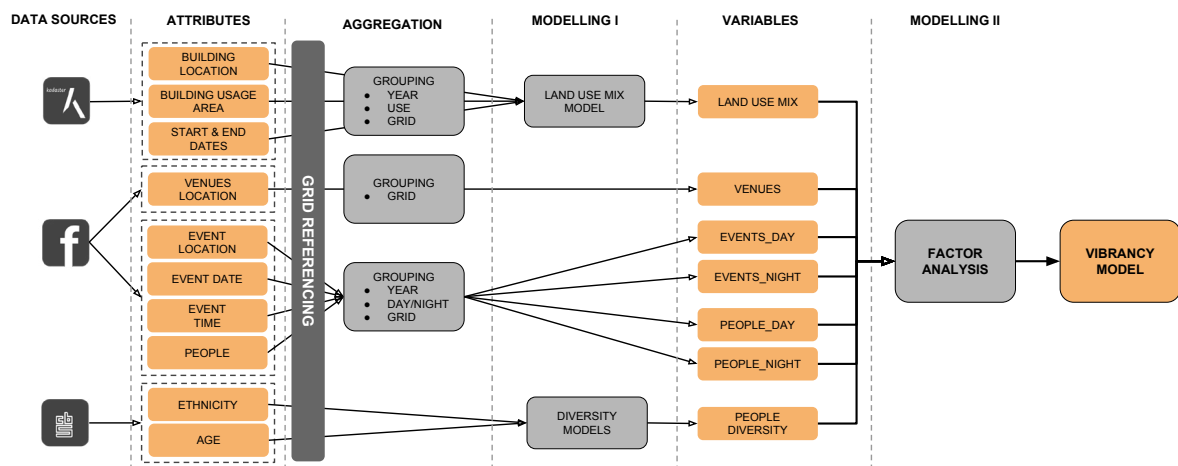 DATA SOURCES
ATTRIBUTES
AGGREGATION
MODELLING I
VARIABLES
MODELLING II
kadaster
BUILDING
LOCATION
BUILDING USAGE
AREA
START & END
DATES
VENUES
LOCATION
EVENT
LOCATION
EVENT DATE
EVENT
TIME
PEOPLE
ETHNICITY
AGE
GRID REFERENCING
GROUPING
● YEAR
● USE
● GRID
GROUPING
● GRID
GROUPING
● YEAR
● DAY/NIGHT
● GRID
LAND USE MIX
MODEL
DIVERSITY
MODELS
LAND USE MIX
VENUES
EVENTS_DAY
EVENTS_NIGHT
PEOPLE_DAY
PEOPLE_NIGHT
PEOPLE
DIVERSITY
FACTOR
ANALYSIS
VIBRANCY
MODEL
f
cbs